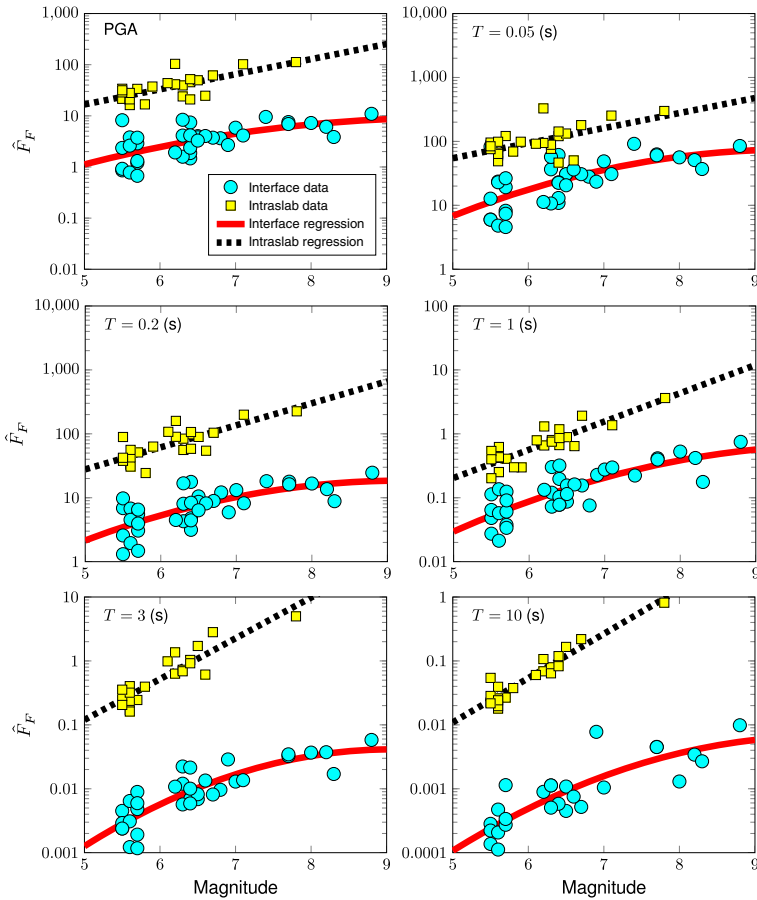 1,000
100
10
1
0.1
0.01
F̂_F
PGA
Interface data
Intraslab data
Interface regression
Intraslab regression
5 6 7 8 9
10,000
1,000
100
10
1
T = 0.05 (s)
5 6 7 8 9
10,000
1,000
100
10
1
F̂_F
T = 0.2 (s)
5 6 7 8 9
100
10
1
0.1
0.01
T = 1 (s)
5 6 7 8 9
10
1
0.1
0.01
0.001
F̂_F
T = 3 (s)
5 6 7 8 9
Magnitude
1
0.1
0.01
0.001
0.0001
T = 10 (s)
5 6 7 8 9
Magnitude